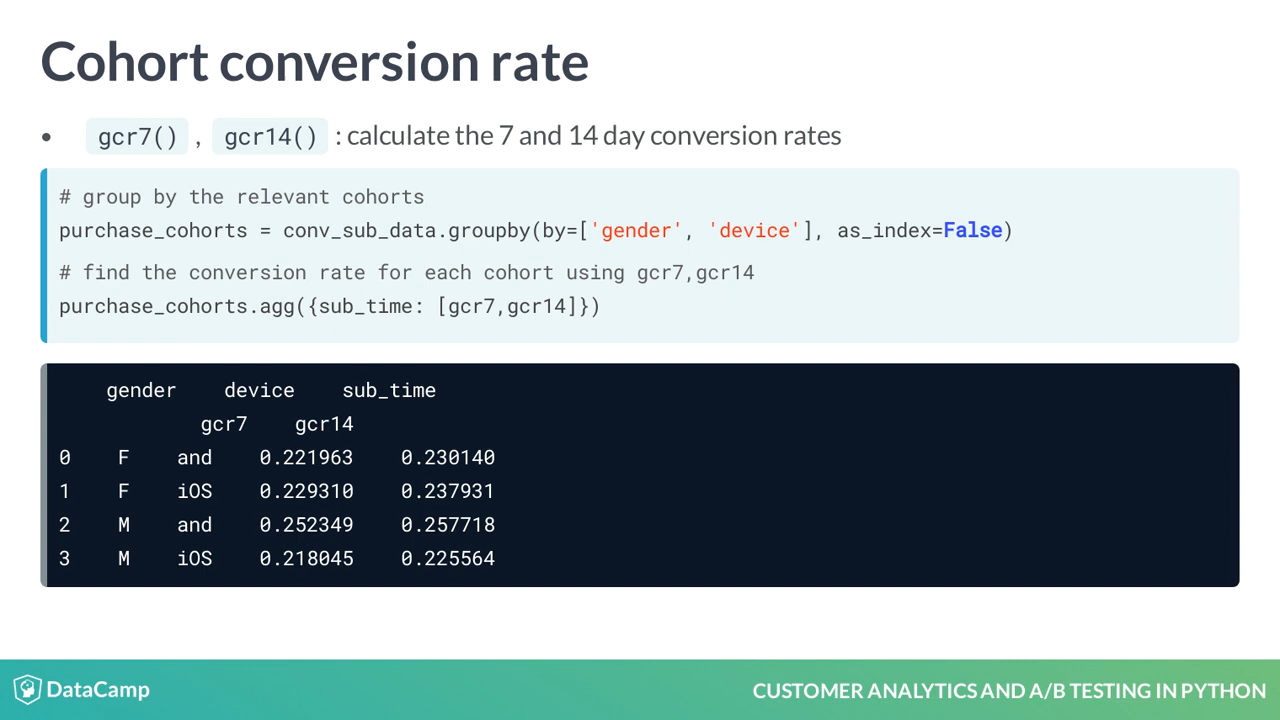 Cohort conversion rate
• gcr7() , gcr14() : calculate the 7 and 14 day conversion rates
# group by the relevant cohorts
purchase_cohorts = conv_sub_data.groupby(by=['gender', 'device'], as_index=False)
# find the conversion rate for each cohort using gcr7,gcr14
purchase_cohorts.agg({sub_time: [gcr7,gcr14]})
gender device sub_time
gcr7 gcr14
0 F and 0.221963 0.230140
1 F iOS 0.229310 0.237931
2 M and 0.252349 0.257718
3 M iOS 0.218045 0.225564
DataCamp
CUSTOMER ANALYTICS AND A/B TESTING IN PYTHON